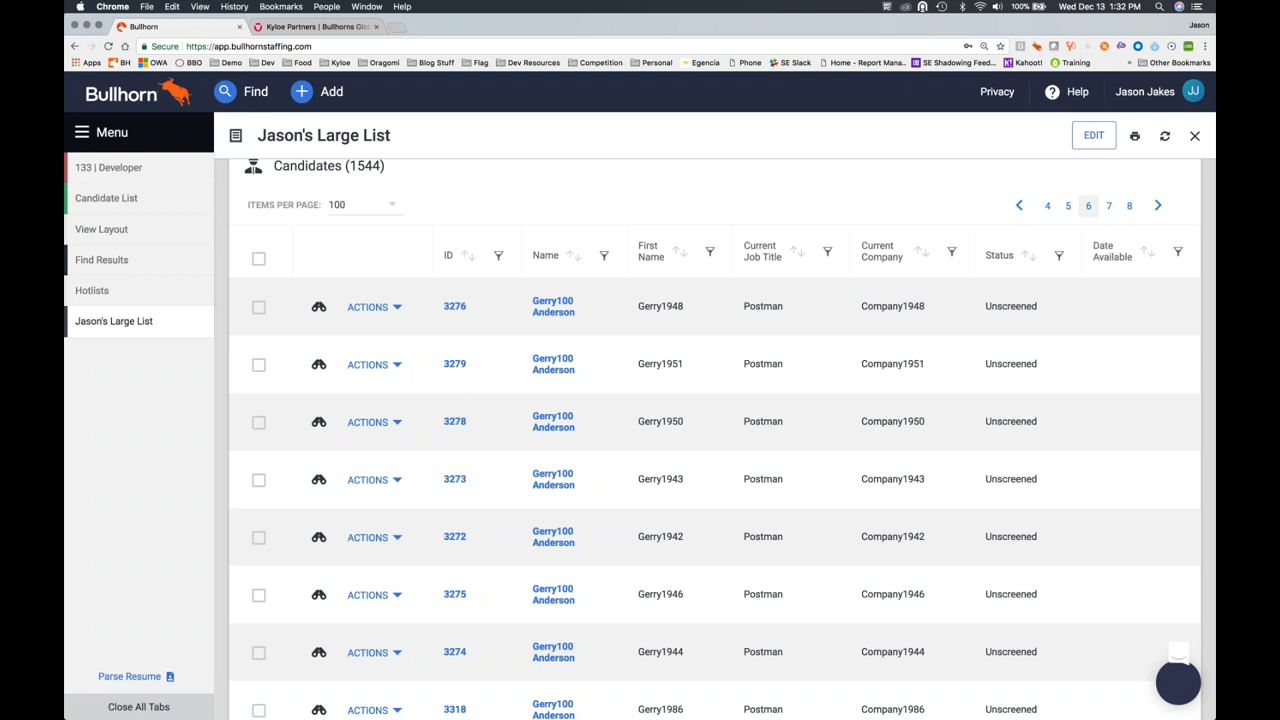 Chrome File Edit View History Bookmarks People Window Help 100% Wed Dec 13 1:32 PM
Bullhorn × Kyloe Partners | Bullhorns Glo × Jason
Secure https://app.bullhornstaffing.com
Apps BH OWA BBO Demo Dev Food Kyloe Oragomi Blog Stuff Flag Dev Resources Competition Personal Egencia Phone SE Slack Home - Report Mana... SE Shadowing Feed... Kahoot! Training » Other Bookmarks
Bullhorn Find Add Privacy Help Jason Jakes JJ
Menu
Jason's Large List EDIT
133 | Developer
Candidate List
View Layout
Find Results
Hotlists
Jason's Large List
Parse Resume
Close All Tabs
Candidates (1544)
ITEMS PER PAGE: 100 4 5 6 7 8
ID Name First Name Current Job Title Current Company Status Date Available
ACTIONS 3276 Gerry100 Anderson Gerry1948 Postman Company1948 Unscreened
ACTIONS 3279 Gerry100 Anderson Gerry1951 Postman Company1951 Unscreened
ACTIONS 3278 Gerry100 Anderson Gerry1950 Postman Company1950 Unscreened
ACTIONS 3273 Gerry100 Anderson Gerry1943 Postman Company1943 Unscreened
ACTIONS 3272 Gerry100 Anderson Gerry1942 Postman Company1942 Unscreened
ACTIONS 3275 Gerry100 Anderson Gerry1946 Postman Company1946 Unscreened
ACTIONS 3274 Gerry100 Anderson Gerry1944 Postman Company1944 Unscreened
ACTIONS 3318 Gerry100 Anderson Gerry1986 Postman Company1986 Unscreened